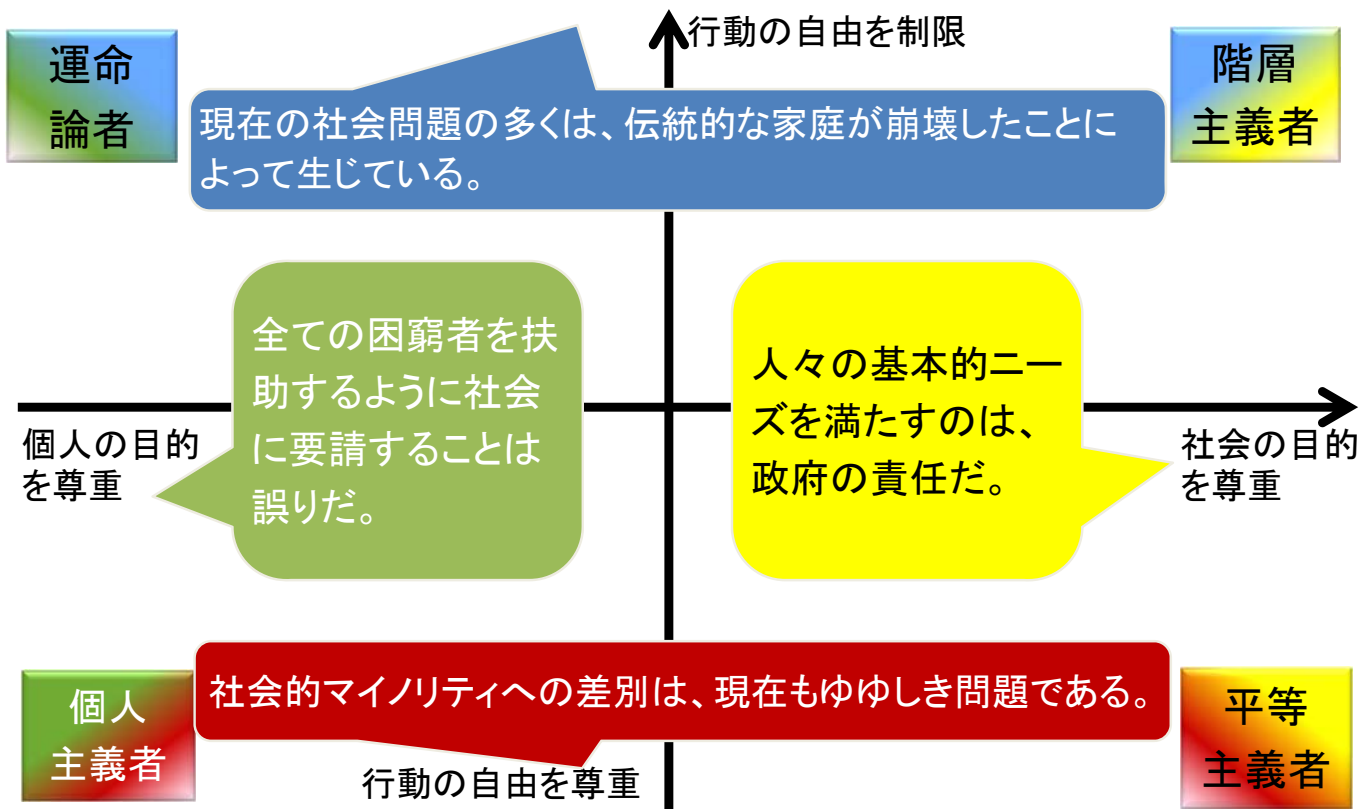 運命
論者
行動の自由を制限
階層
主義者
現在の社会問題の多くは、伝統的な家庭が崩壊したことに
よって生じている。
全ての困窮者を扶
助するように社会
に要請することは
誤りだ。
人々の基本的ニー
ズを満たすのは、
政府の責任だ。
個人の目的
を尊重
社会の目的
を尊重
個人
主義者
社会的マイノリティへの差別は、現在もゆゆしき問題である。
平等
主義者
行動の自由を尊重